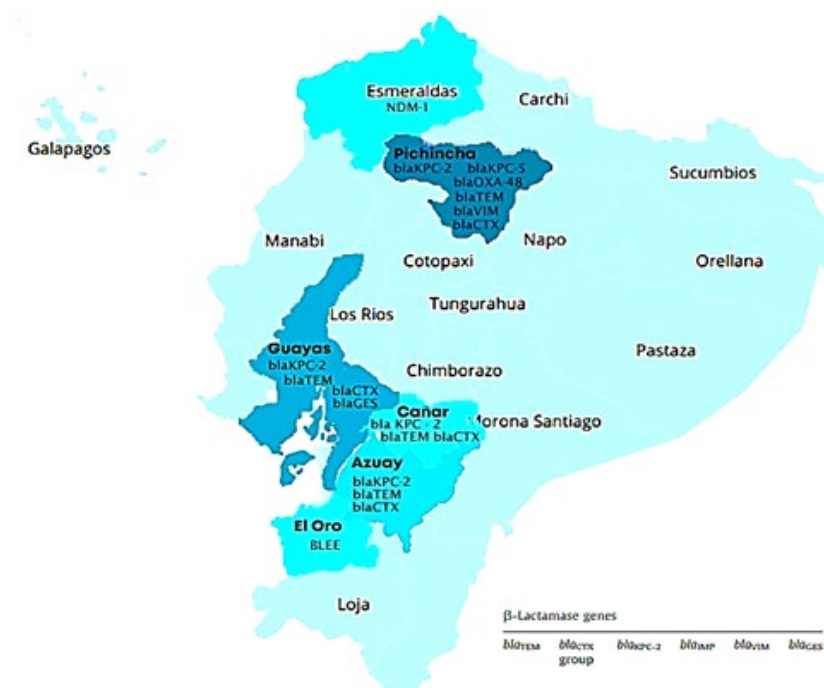 Esmeraldas
NDM-1
Carchi
Galapagos
Pichincha
blaKPC-2 blaKPC-5
blaOXA-48
blaTEM
blaVIM
blaCTX
Sucumbios
Manabi
Napo
Cotopaxi
Orellana
Los Rios
Tungurahua
Guayas
blaKPC-2
blaTEM
blaCTX
blaGES
Pastaza
Chimborazo
Cañar
bla KPC - 2
blaTEM blaCTX
Morona Santiago
Azuay
blaKPC-2
blaTEM
blaCTX
El Oro
BLEE
Loja
β-Lactamase genes
blaTEM blaCTX group blaKPC-2 blaIMP blaVIM blaGES